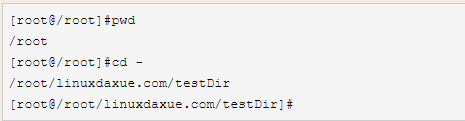 [root@/root]#pwd
/root
[root@/root]#cd -
/root/linuxdaxue.com/testDir
[root@/root/linuxdaxue.com/testDir]#